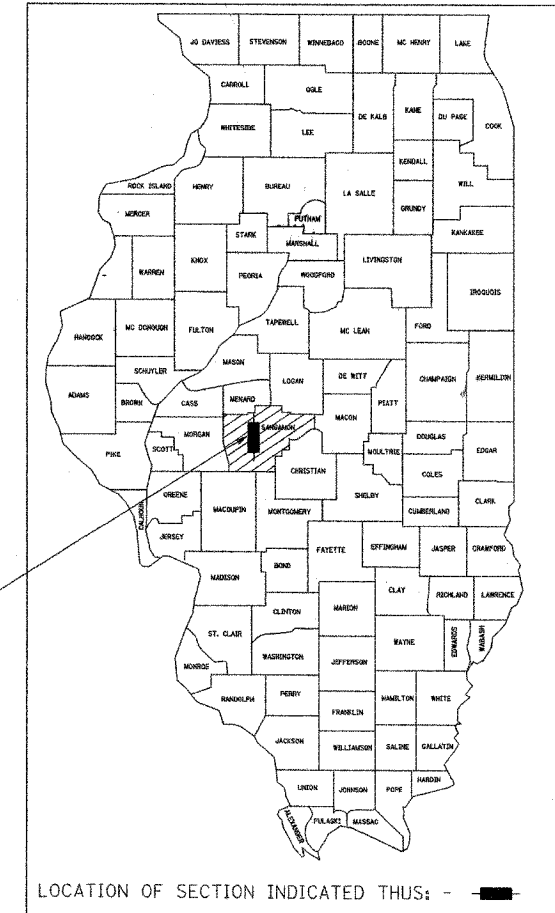 JO DAVIESS STEVENSON WINNEBAGO BOONE MC HENRY LAKE
CARROLL OGLE
DE KALB KANE DU PAGE COOK
WHITESIDE LEE
KENDALL WILL
ROCK ISLAND HENRY BUREAU LA SALLE GRUNDY
MERCER PUTNAM
STARK MARSHALL KANKAKEE
KNOX LIVINGSTON
WARREN PEORIA WOODFORD IROQUOIS
TAZEWELL FORD
HANCOCK MC DONOUGH FULTON MC LEAN
MASON
SCHUYLER DE WITT CHAMPAIGN VERMILION
ADAMS BROWN CASS MENARD LOGAN
MACON PIATT
SANGAMON
MORGAN DOUGLAS
PIKE SCOTT MOULTRIE EDGAR
CHRISTIAN COLES
GREENE SHELBY
CALHOUN MACOUPIN MONTGOMERY CUMBERLAND CLARK
JERSEY
FAYETTE EFFINGHAM JASPER CRAWFORD
MADISON BOND
CLAY RICHLAND LAWRENCE
CLINTON MARION
ST. CLAIR WAYNE EDWARDS WABASH
WASHINGTON JEFFERSON
MONROE
RANDOLPH PERRY HAMILTON WHITE
FRANKLIN
JACKSON WILLIAMSON SALINE GALLATIN
HARDIN
UNION JOHNSON POPE
ALEXANDER PULASKI MASSAC
LOCATION OF SECTION INDICATED THUS: -